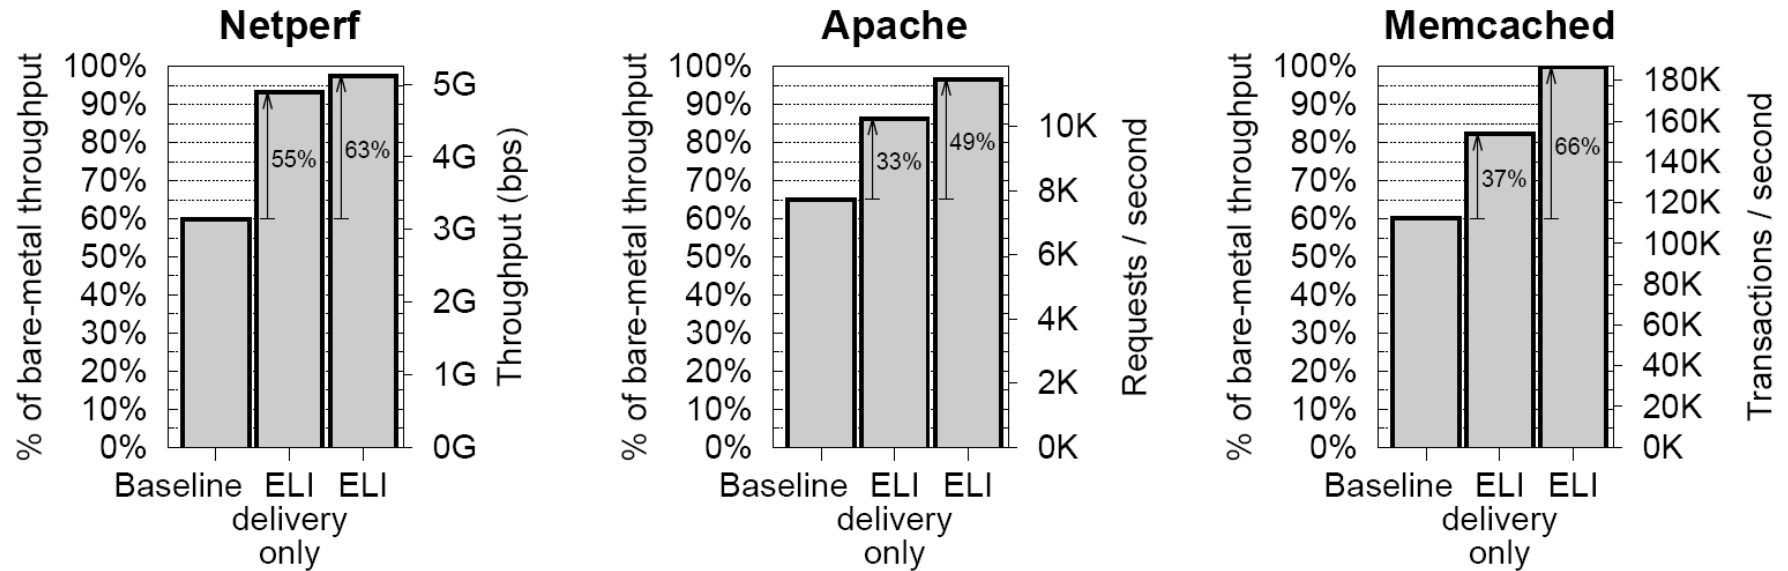 Netperf
% of bare-metal throughput
100%
90%
80%
70%
60%
50%
40%
30%
20%
10%
0%
55%
63%
5G
4G
3G
2G
1G
0G
Throughput (bps)
Baseline ELI ELI
delivery
only
Apache
% of bare-metal throughput
100%
90%
80%
70%
60%
50%
40%
30%
20%
10%
0%
33%
49%
10K
8K
6K
4K
2K
0K
Requests / second
Baseline ELI ELI
delivery
only
Memcached
% of bare-metal throughput
100%
90%
80%
70%
60%
50%
40%
30%
20%
10%
0%
37%
66%
180K
160K
140K
120K
100K
80K
60K
40K
20K
0K
Transactions / second
Baseline ELI ELI
delivery
only